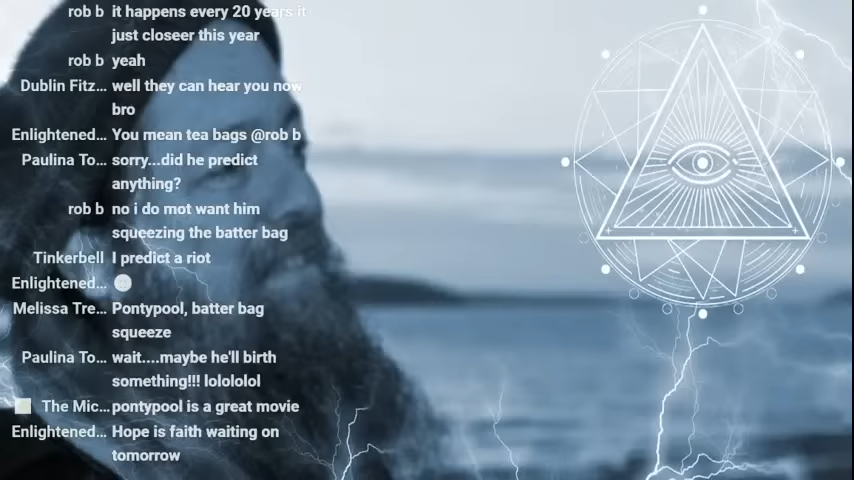 rob b it happens every 20 years it
just closeer this year
rob b yeah
Dublin Fitz... well they can hear you now
bro
Enlightened... You mean tea bags @rob b
Paulina To... sorry...did he predict
anything?
rob b no i do mot want him
squeezing the batter bag
Tinkerbell I predict a riot
Enlightened...
Melissa Tre... Pontypool, batter bag
squeeze
Paulina To... wait....maybe he'll birth
something!!! lolololol
The Mic... pontypool is a great movie
Enlightened... Hope is faith waiting on
tomorrow